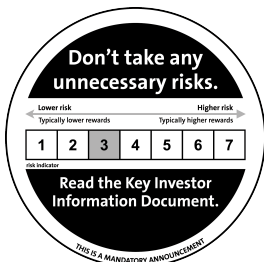 Don't take any
unnecessary risks.
Lower risk Higher risk
Typically lower rewards Typically higher rewards
1 2 3 4 5 6 7
risk indicator
Read the Key Investor
Information Document.
THIS IS A MANDATORY ANNOUNCEMENT